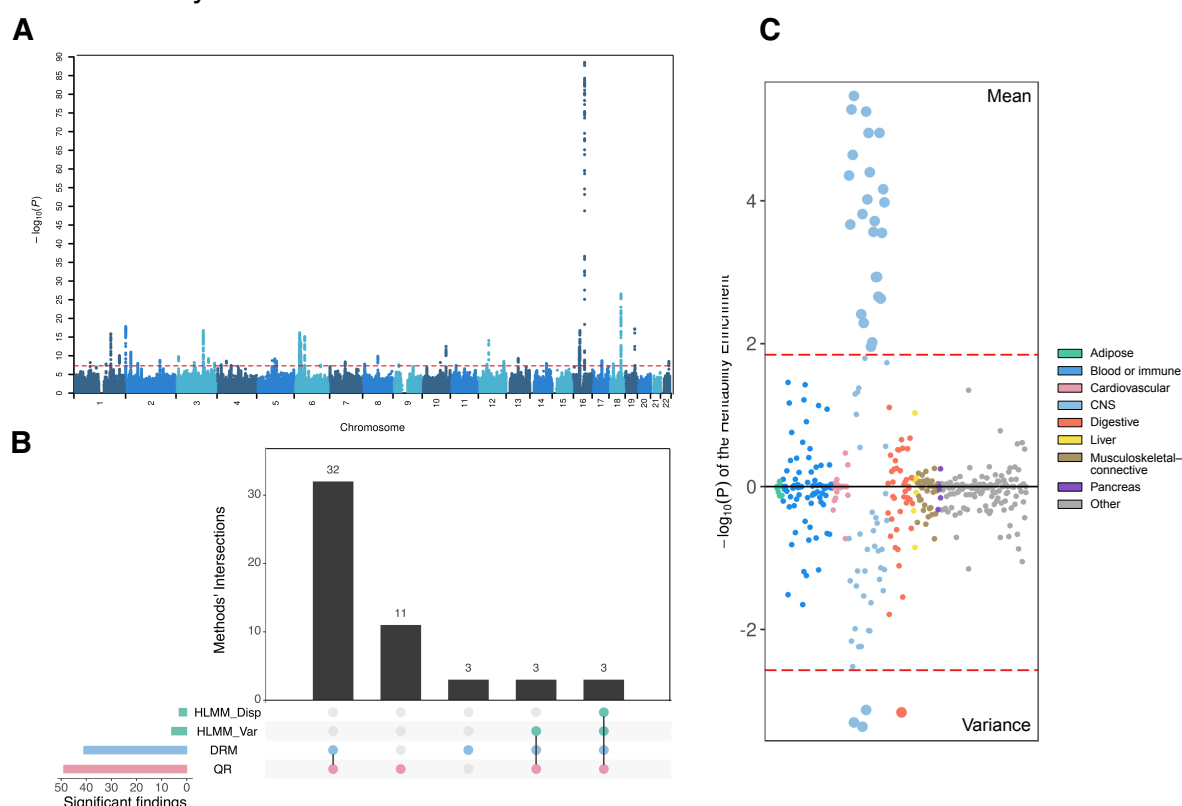 A
90
85
80
75
70
65
60
55
50
45
40
35
30
25
20
15
10
5
0
− log10(P)
1 2 3 4 5 6 7 8 9 10 11 12 13 14 15 16 17 18 19 20 21 22
Chromosome
B
Methods' Intersections
30
20
10
0
32
11
3
3
3
HLMM_Disp
HLMM_Var
DRM
QR
50 40 30 20 10 0
Significant findings
C
Mean
− log10(P) of the Heritability Enrichment
4
2
0
-2
Variance
Adipose
Blood or immune
Cardiovascular
CNS
Digestive
Liver
Musculoskeletal–
connective
Pancreas
Other